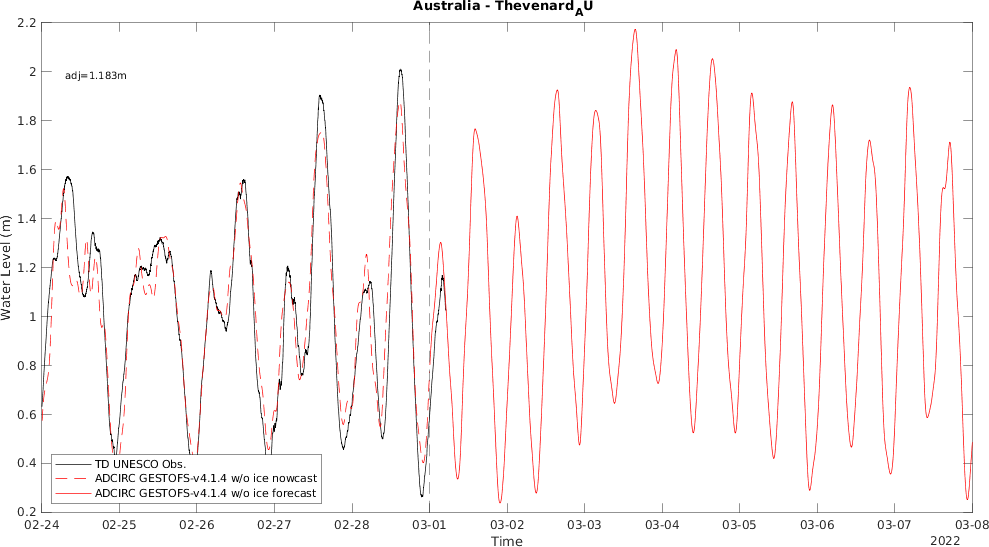 Australia - ThevenardAU
2.2
2
1.8
1.6
1.4
1.2
1
0.8
0.6
0.4
0.2
Water Level (m)
adj=1.183m
TD UNESCO Obs.
ADCIRC GESTOFS-v4.1.4 w/o ice nowcast
ADCIRC GESTOFS-v4.1.4 w/o ice forecast
02-24 02-25 02-26 02-27 02-28 03-01 03-02 03-03 03-04 03-05 03-06 03-07 03-08
Time
2022